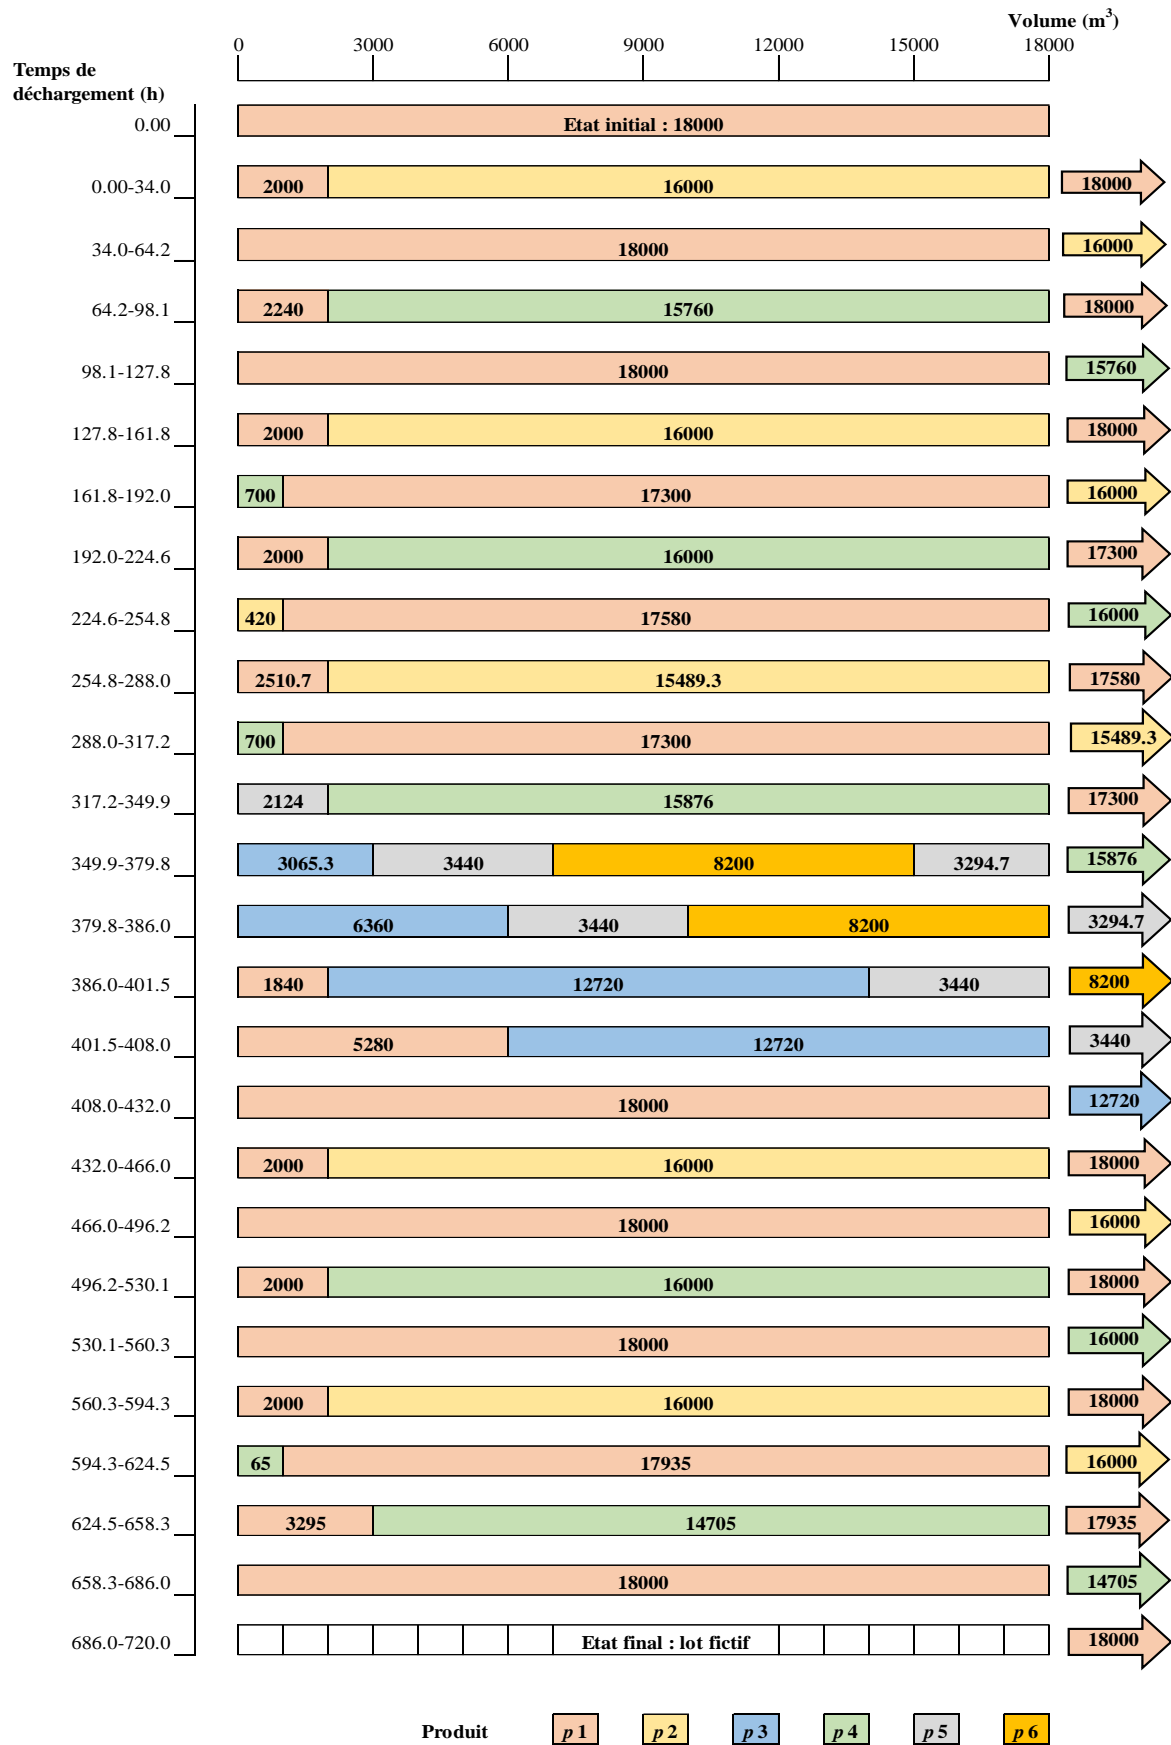 Volume (m³)
0 3000 6000 9000 12000 15000 18000
Temps de
déchargement (h)
0.00 Etat initial : 18000
0.00-34.0 2000 16000 18000
34.0-64.2 18000 16000
64.2-98.1 2240 15760 18000
98.1-127.8 18000 15760
127.8-161.8 2000 16000 18000
161.8-192.0 700 17300 16000
192.0-224.6 2000 16000 17300
224.6-254.8 420 17580 16000
254.8-288.0 2510.7 15489.3 17580
288.0-317.2 700 17300 15489.3
317.2-349.9 2124 15876 17300
349.9-379.8 3065.3 3440 8200 3294.7 15876
379.8-386.0 6360 3440 8200 3294.7
386.0-401.5 1840 12720 3440 8200
401.5-408.0 5280 12720 3440
408.0-432.0 18000 12720
432.0-466.0 2000 16000 18000
466.0-496.2 18000 16000
496.2-530.1 2000 16000 18000
530.1-560.3 18000 16000
560.3-594.3 2000 16000 18000
594.3-624.5 65 17935 16000
624.5-658.3 3295 14705 17935
658.3-686.0 18000 14705
686.0-720.0 Etat final : lot fictif 18000
Produit p 1 p 2 p 3 p 4 p 5 p 6